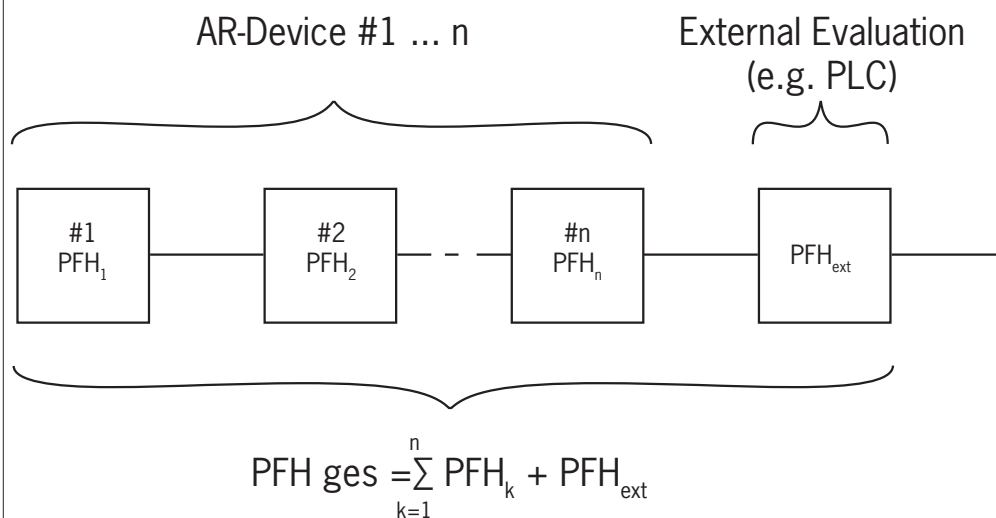 AR-Device #1 ... n
External Evaluation
(e.g. PLC)
#1
PFH₁
#2
PFH₂
#n
PFHₙ
PFHₑₓₜ
n
PFH ges =∑ PFHₖ + PFHₑₓₜ
k=1